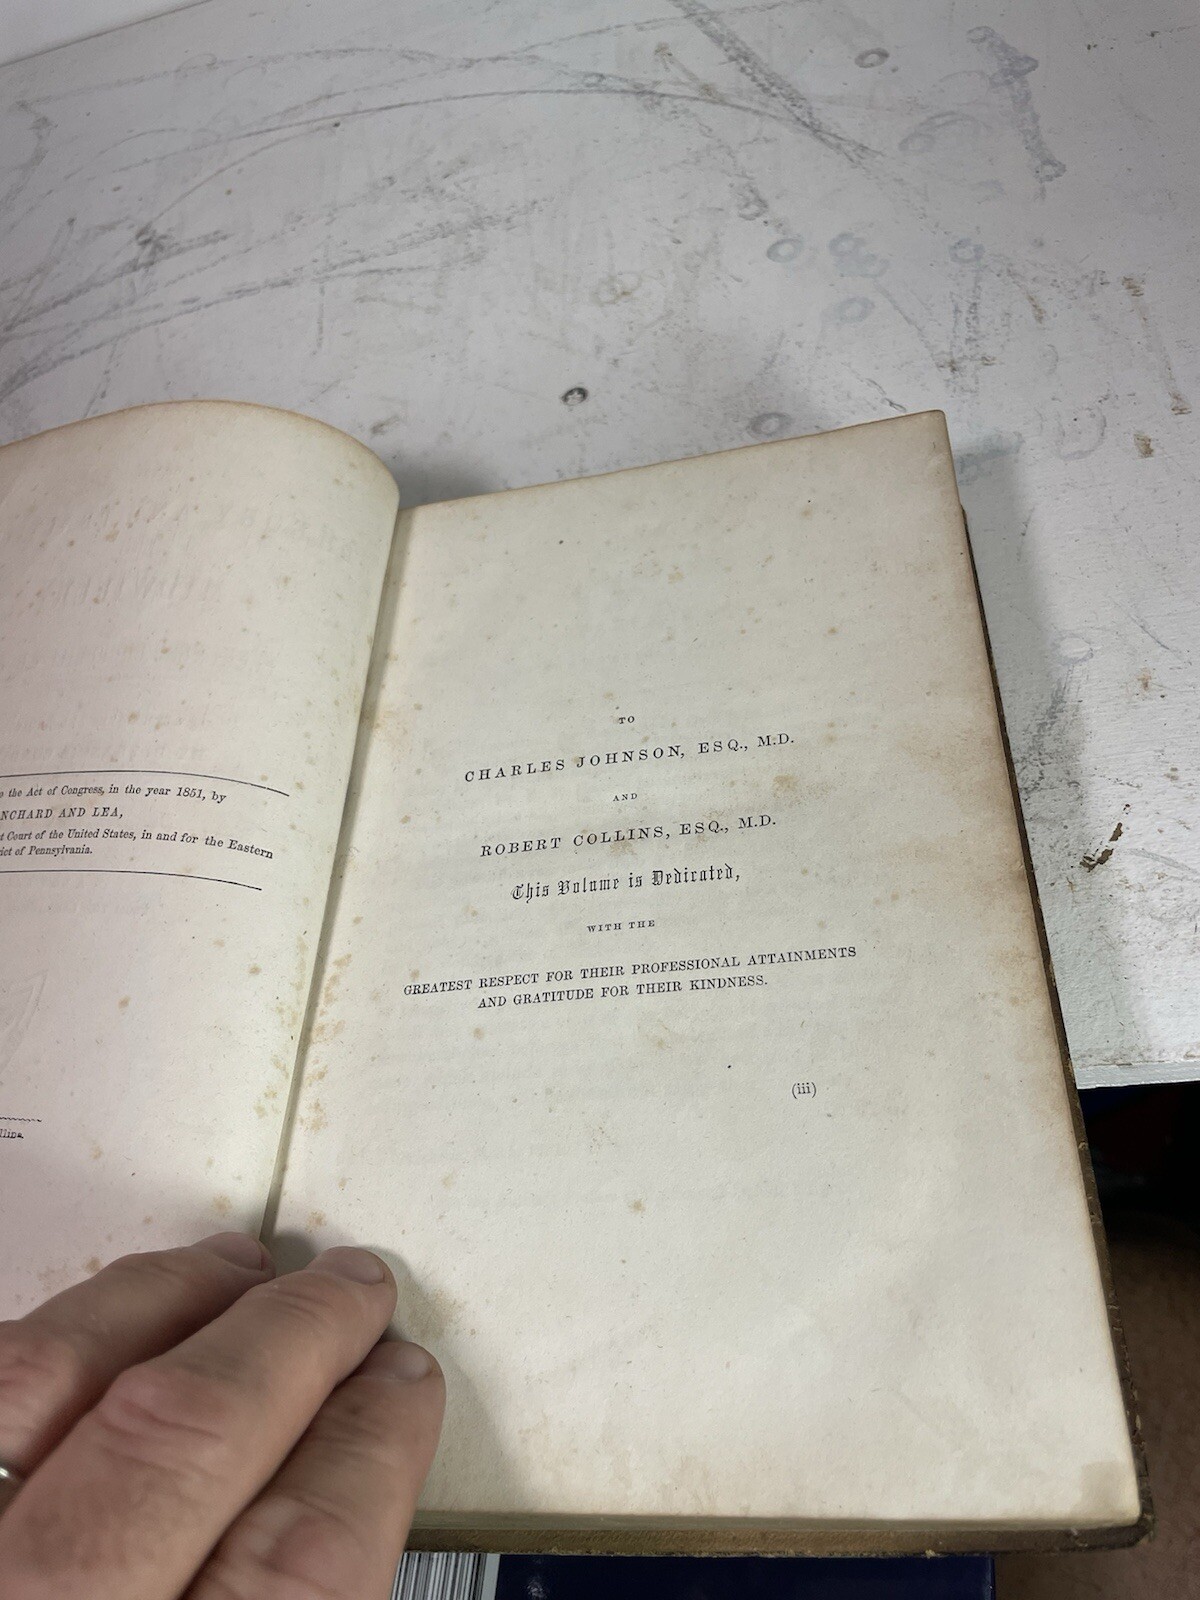 the Act of Congress, in the year 1851, by
NCHARD AND LEA,
Court of the United States, in and for the Eastern
ict of Pennsylvania.
TO
CHARLES JOHNSON, ESQ., M.D.
AND
ROBERT COLLINS, ESQ., M.D.
This Volume is Dedicated,
WITH THE
GREATEST RESPECT FOR THEIR PROFESSIONAL ATTAINMENTS
AND GRATITUDE FOR THEIR KINDNESS.
(iii)